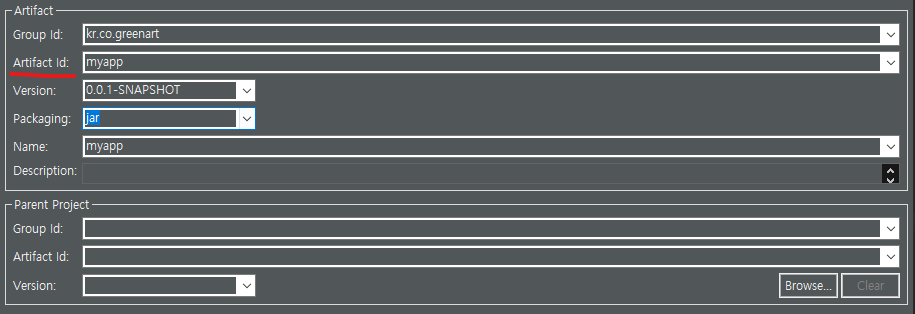 Artifact
Group Id: kr.co.greenart
Artifact Id: myapp
Version: 0.0.1-SNAPSHOT
Packaging: jar
Name: myapp
Description:
Parent Project
Group Id:
Artifact Id:
Version: Browse... Clear